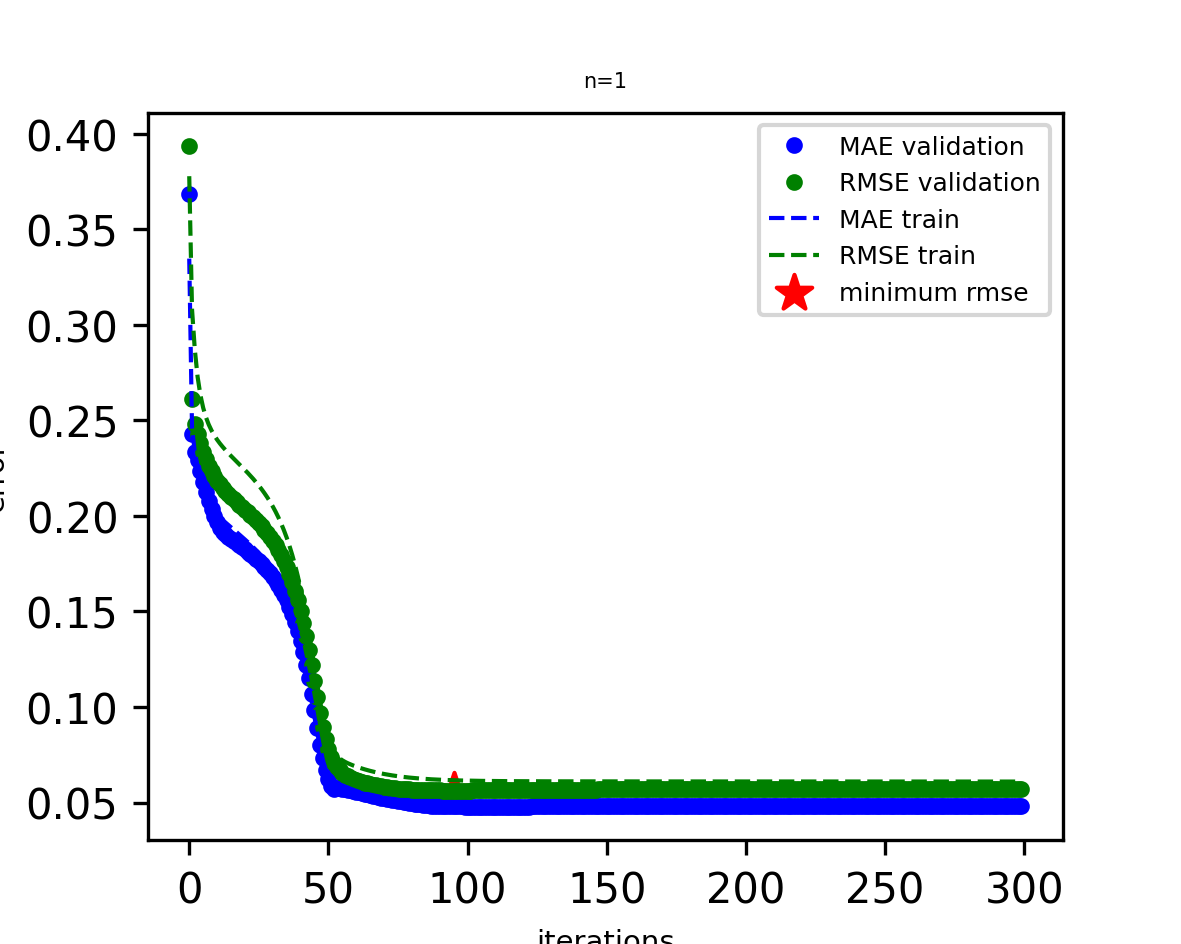 n=1
0.40
0.35
0.30
0.25
0.20
0.15
0.10
0.05
MAE validation
RMSE validation
MAE train
RMSE train
minimum rmse
0 50 100 150 200 250 300
iterations